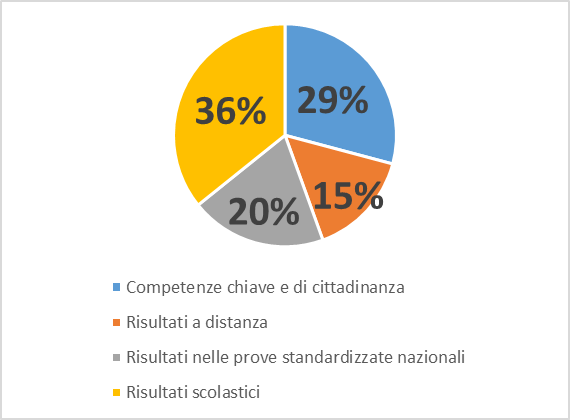 29%
36%
15%
20%
Competenze chiave e di cittadinanza
Risultati a distanza
Risultati nelle prove standardizzate nazionali
Risultati scolastici